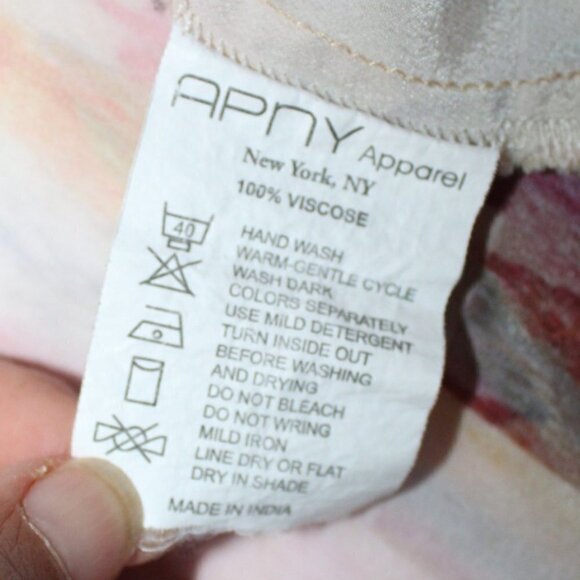 APNY Apparel
New York, NY
100% VISCOSE
40
HAND WASH
WARM-GENTLE CYCLE
WASH DARK
COLORS SEPARATELY
USE MILD DETERGENT
TURN INSIDE OUT
BEFORE WASHING
AND DRYING
DO NOT BLEACH
DO NOT WRING
MILD IRON
LINE DRY OR FLAT
DRY IN SHADE
MADE IN INDIA